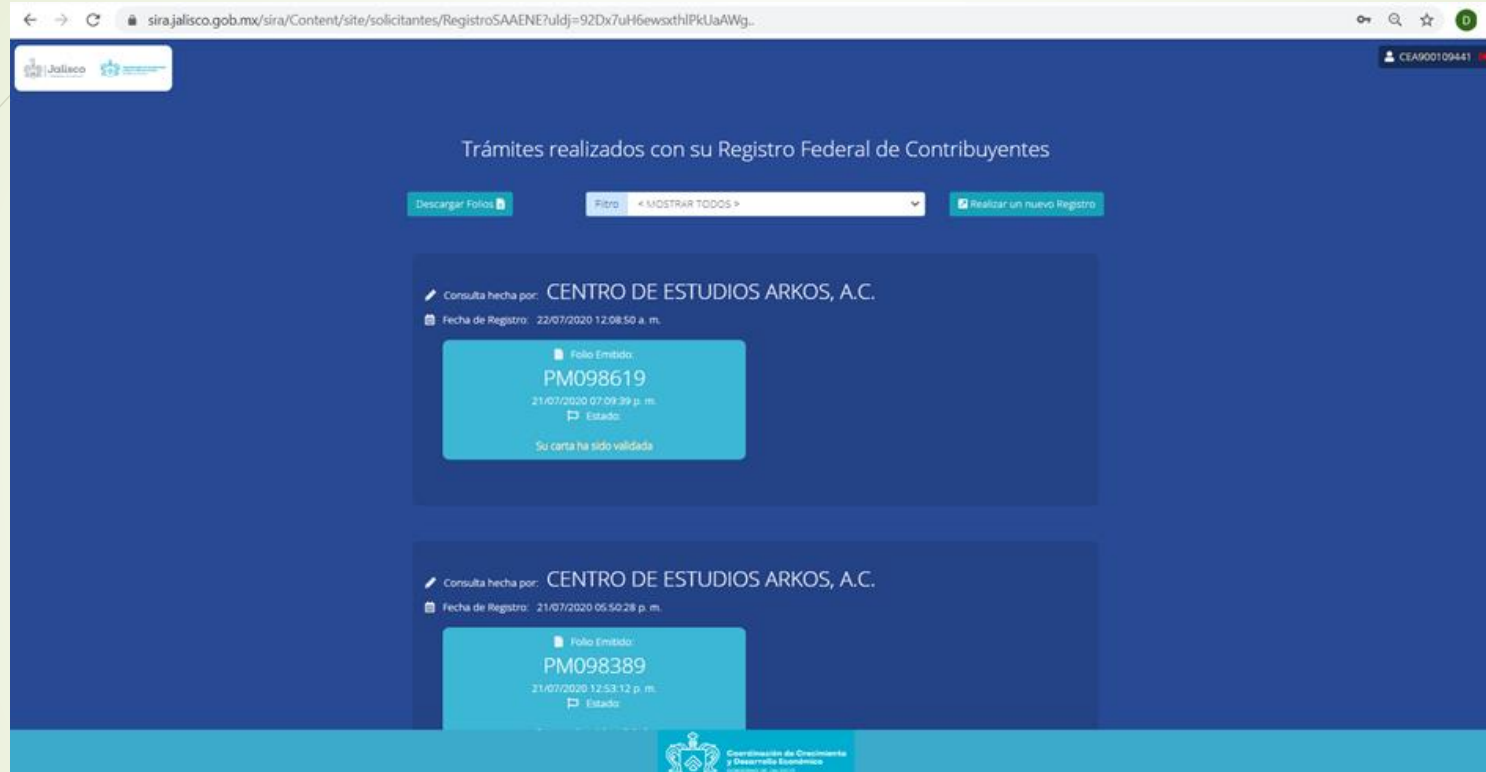 sira.jalisco.gob.mx/sira/Content/site/solicitantes/RegistroSAAENE?uldj=92Dx7uH6ewsxthlPkUaAWg..
D
Jalisco
CEA900109441
Trámites realizados con su Registro Federal de Contribuyentes
Descargar Folios
Filtro < MOSTRAR TODOS >
Realizar un nuevo Registro
Consulta hecha por: CENTRO DE ESTUDIOS ARKOS, A.C.
Fecha de Registro: 22/07/2020 12:08:50 a. m.
Folio Emitido:
PM098619
21/07/2020 07:09:39 p. m.
Estado:
Su carta ha sido validada
Consulta hecha por: CENTRO DE ESTUDIOS ARKOS, A.C.
Fecha de Registro: 21/07/2020 05:50:28 p. m.
Folio Emitido:
PM098389
21/07/2020 12:53:12 p. m.
Estado:
Coordinación de Crecimiento
y Desarrollo Económico